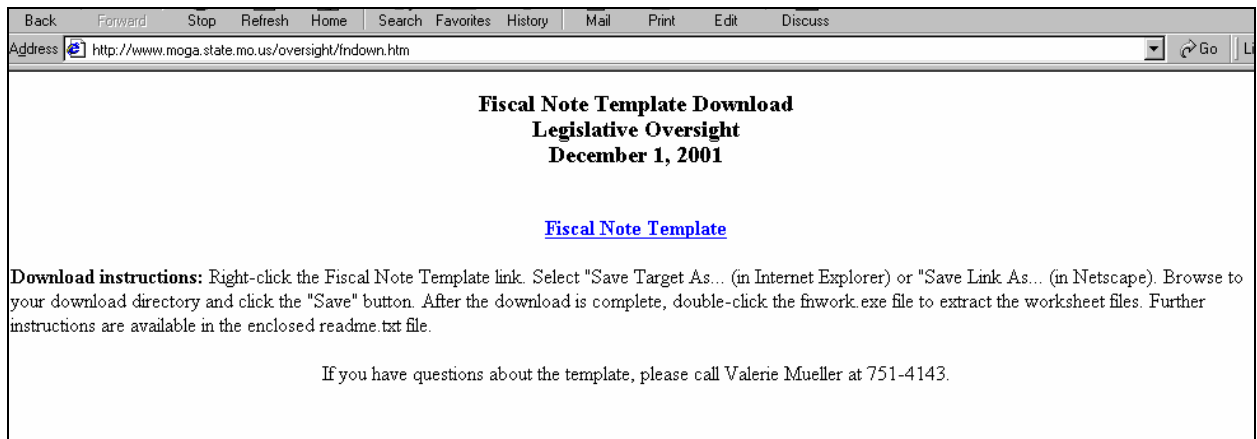 Back Forward Stop Refresh Home Search Favorites History Mail Print Edit Discuss
Address http://www.moga.state.mo.us/oversight/fndown.htm Go Li
Fiscal Note Template Download
Legislative Oversight
December 1, 2001
Fiscal Note Template
Download instructions: Right-click the Fiscal Note Template link. Select "Save Target As... (in Internet Explorer) or "Save Link As... (in Netscape). Browse to
your download directory and click the "Save" button. After the download is complete, double-click the fnwork.exe file to extract the worksheet files. Further
instructions are available in the enclosed readme.txt file.
If you have questions about the template, please call Valerie Mueller at 751-4143.